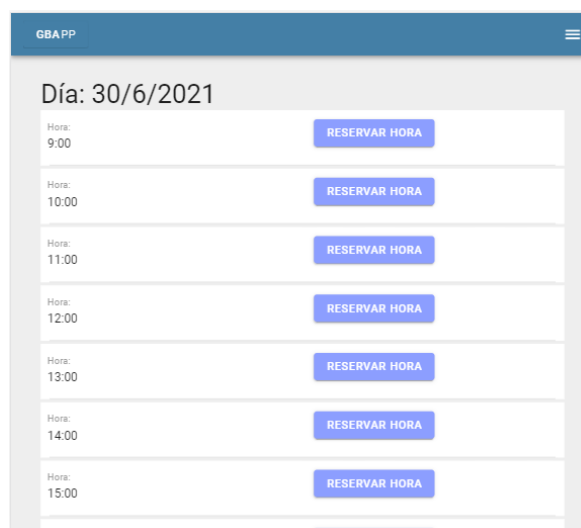 GBAPP
Día: 30/6/2021
Hora:
9:00
RESERVAR HORA
Hora:
10:00
RESERVAR HORA
Hora:
11:00
RESERVAR HORA
Hora:
12:00
RESERVAR HORA
Hora:
13:00
RESERVAR HORA
Hora:
14:00
RESERVAR HORA
Hora:
15:00
RESERVAR HORA